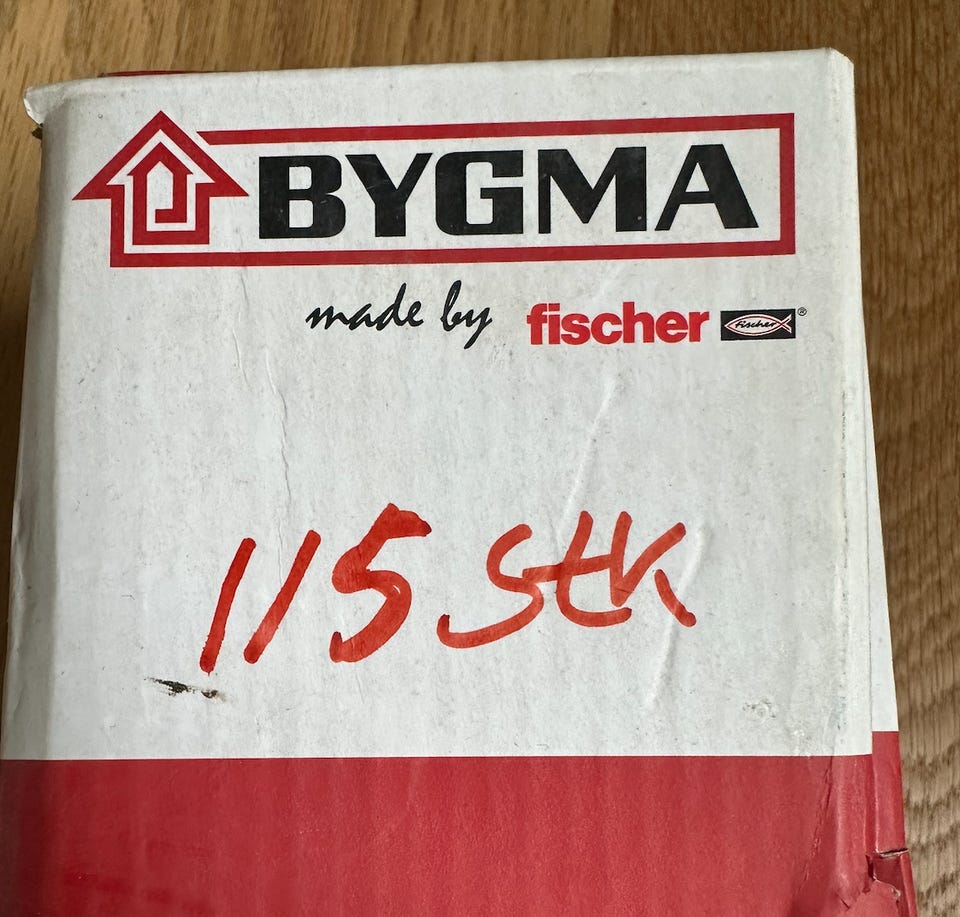 BYGMA
made by fischer fischer ®
115 stk